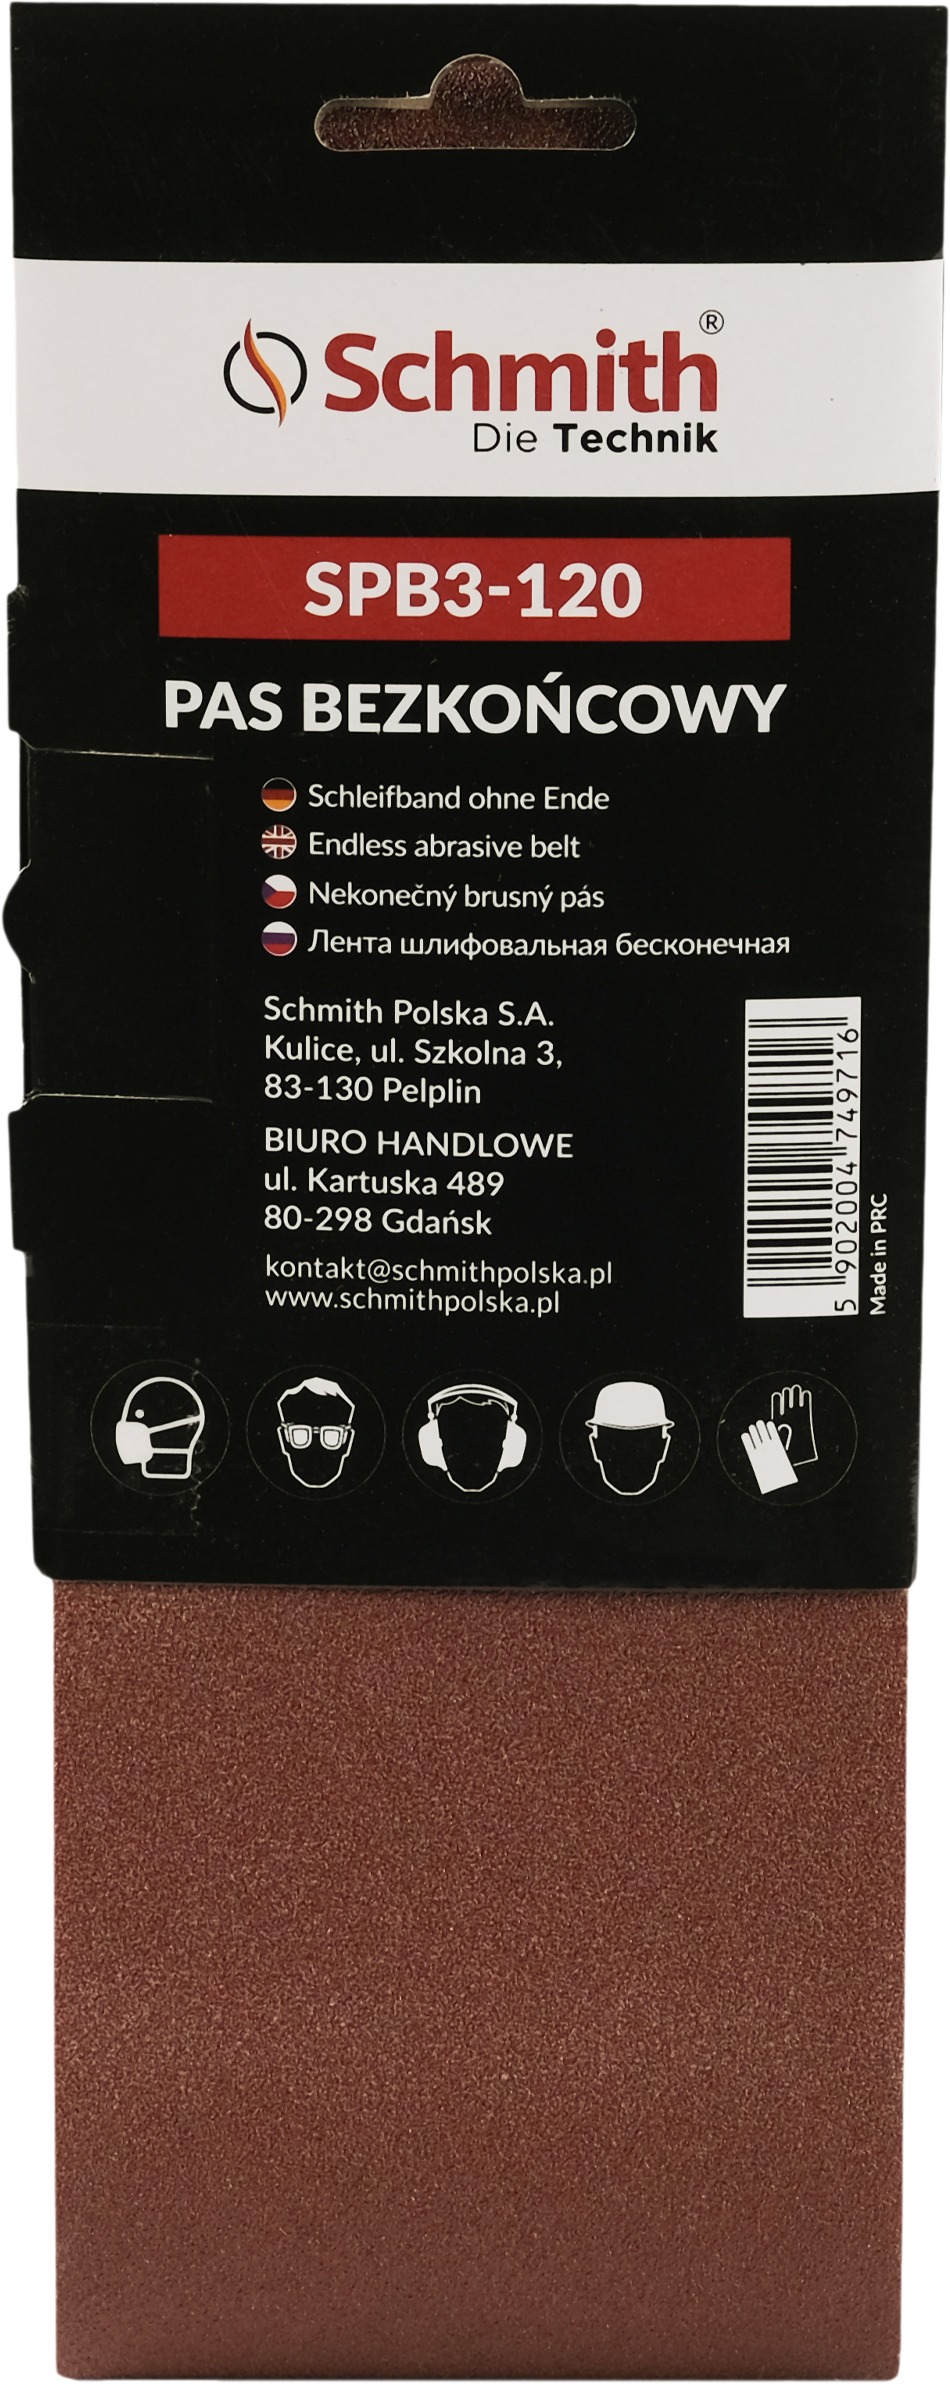 Schmith®
Die Technik
SPB3-120
PAS BEZKOŃCOWY
Schleifband ohne Ende
Endless abrasive belt
Nekonečný brusný pás
Лента шлифовальная бесконечная
Schmith Polska S.A.
Kulice, ul. Szkolna 3,
83-130 Pelplin
BIURO HANDLOWE
ul. Kartuska 489
80-298 Gdańsk
kontakt@schmithpolska.pl
www.schmithpolska.pl
5 902004 749716
Made in PRC